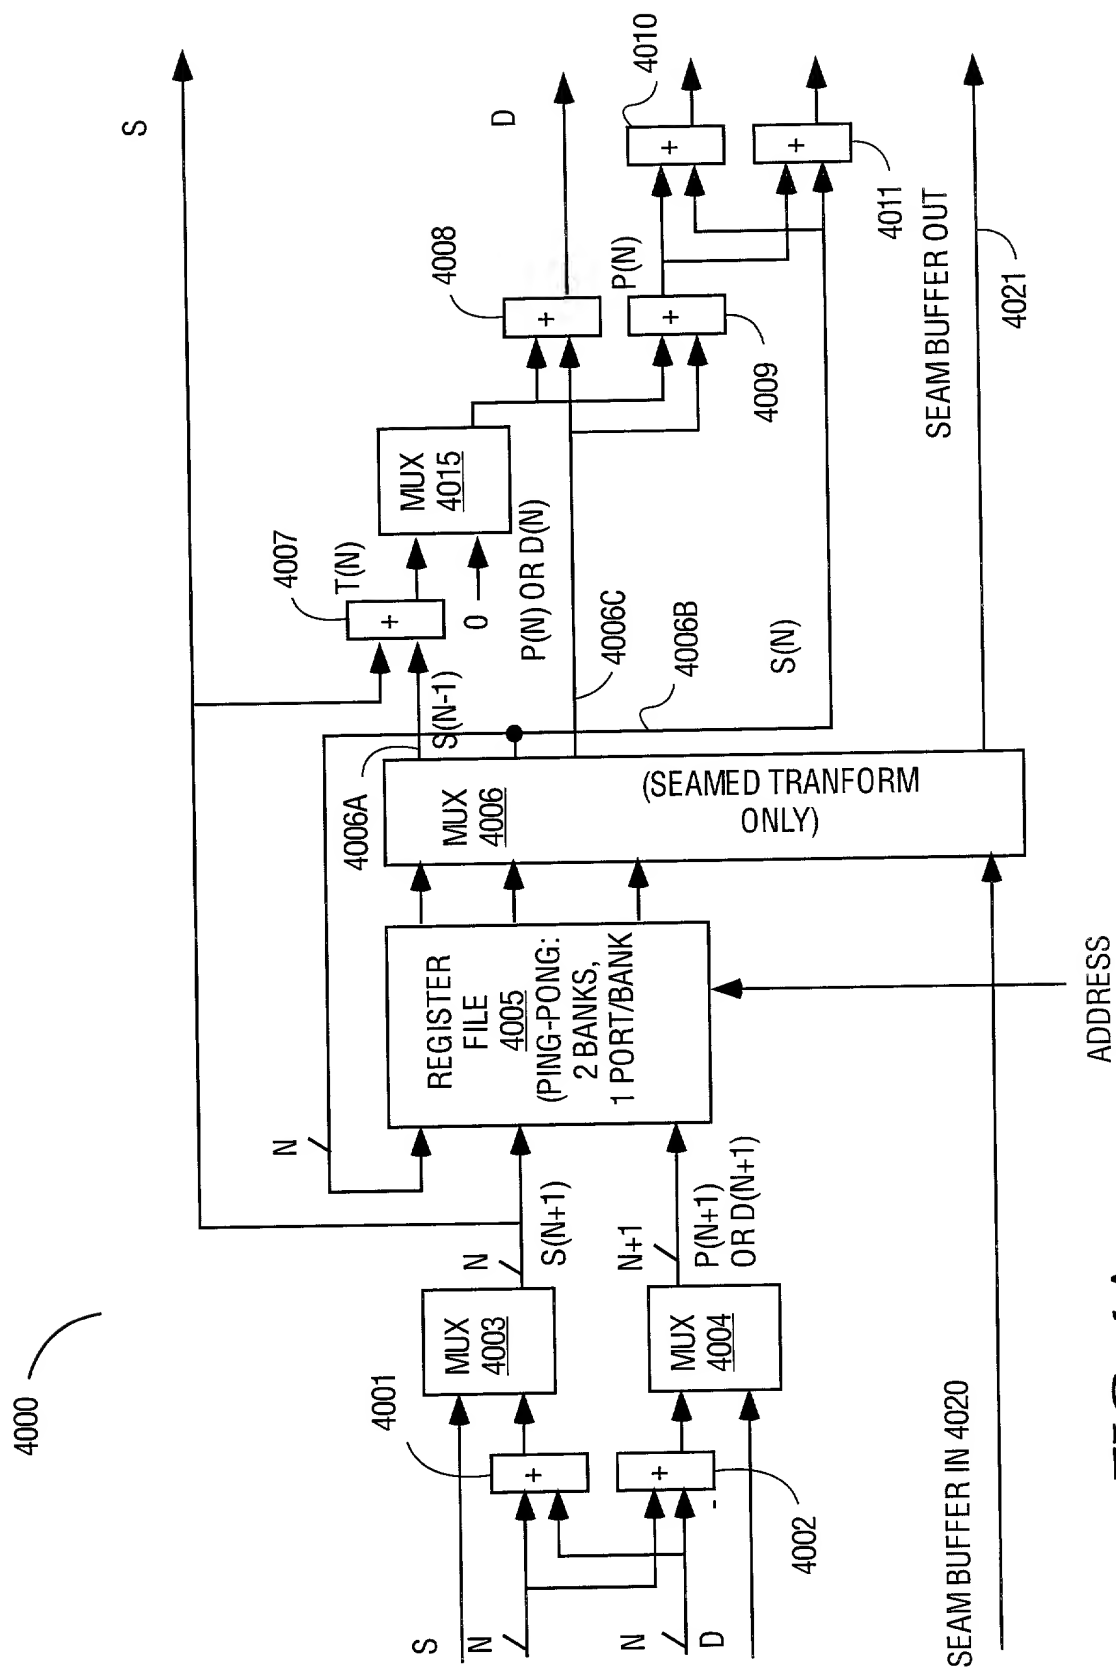 4000
S
N
N
D
4001
+
+
-
4002
MUX
4003
MUX
4004
N
S(N+1)
N+1
P(N+1)
OR D(N+1)
N
REGISTER
FILE
4005
(PING-PONG:
2 BANKS,
1 PORT/BANK
ADDRESS
SEAM BUFFER IN 4020
4006A
MUX
4006
(SEAMED TRANFORM
ONLY)
S(N-1)
4006C
4006B
S(N)
4007
+
T(N)
0
P(N) OR D(N)
MUX
4015
4008
+
+
4009
P(N)
S
D
4010
+
+
4011
SEAM BUFFER OUT
4021